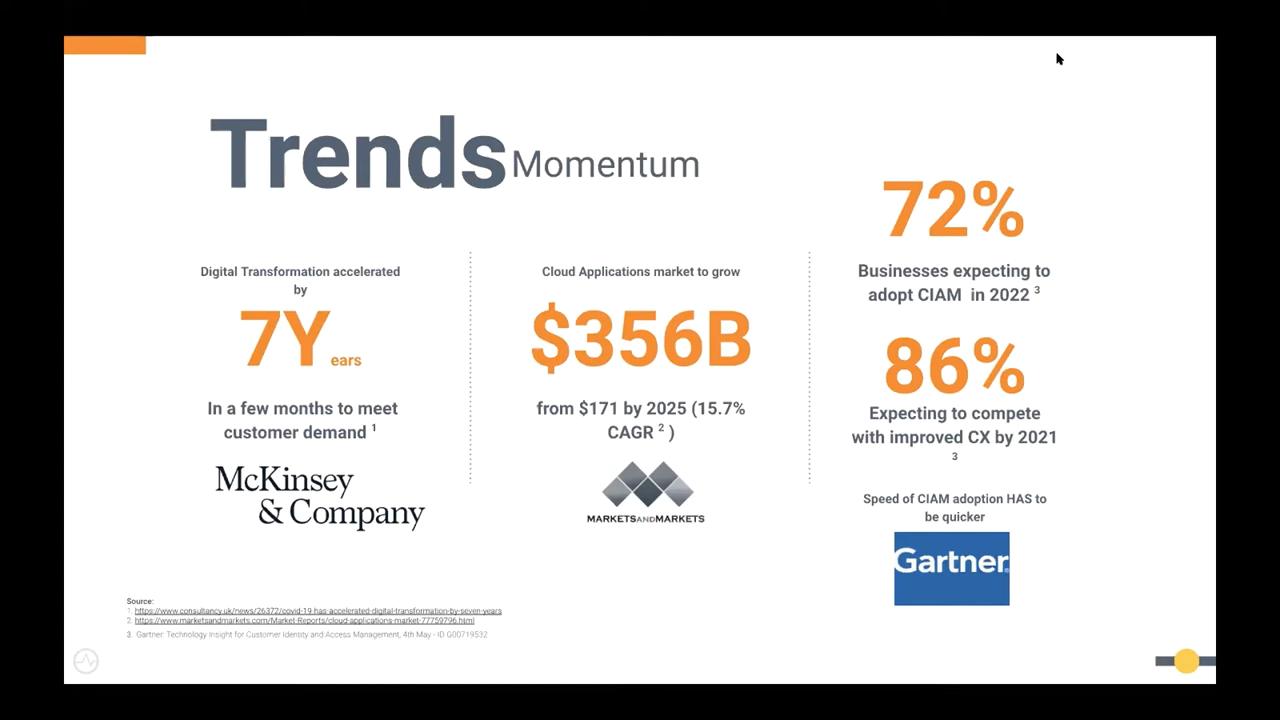 Trends Momentum
Digital Transformation accelerated
by
7Years
In a few months to meet
customer demand 1
McKinsey
& Company
Cloud Applications market to grow
$356B
from $171 by 2025 (15.7%
CAGR 2 )
MARKETSANDMARKETS
72%
Businesses expecting to
adopt CIAM in 2022 3
86%
Expecting to compete
with improved CX by 2021
3
Speed of CIAM adoption HAS to
be quicker
Gartner
Source:
1. https://www.consultancy.uk/news/26372/covid-19-has-accelerated-digital-transformation-by-seven-years
2. https://www.marketsandmarkets.com/Market-Reports/cloud-applications-market-77759796.html
3. Gartner: Technology Insight for Customer Identity and Access Management, 4th May - ID G00719532